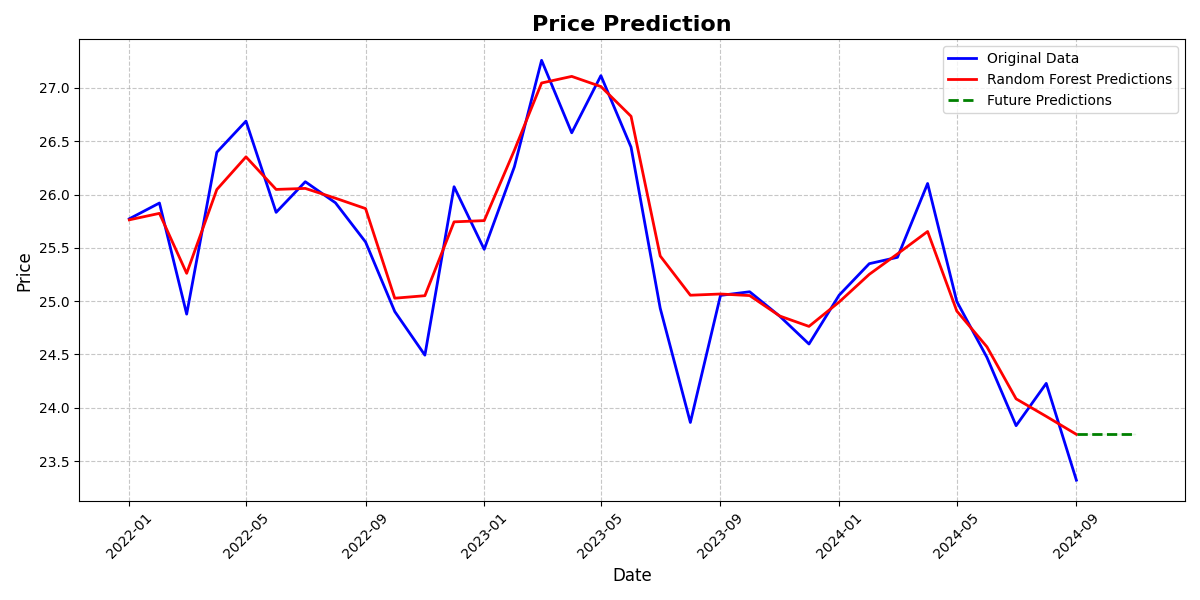 Price Prediction
Original Data
Random Forest Predictions
Future Predictions
Price
27.0
26.5
26.0
25.5
25.0
24.5
24.0
23.5
2022-01
2022-05
2022-09
2023-01
2023-05
2023-09
2024-01
2024-05
2024-09
Date